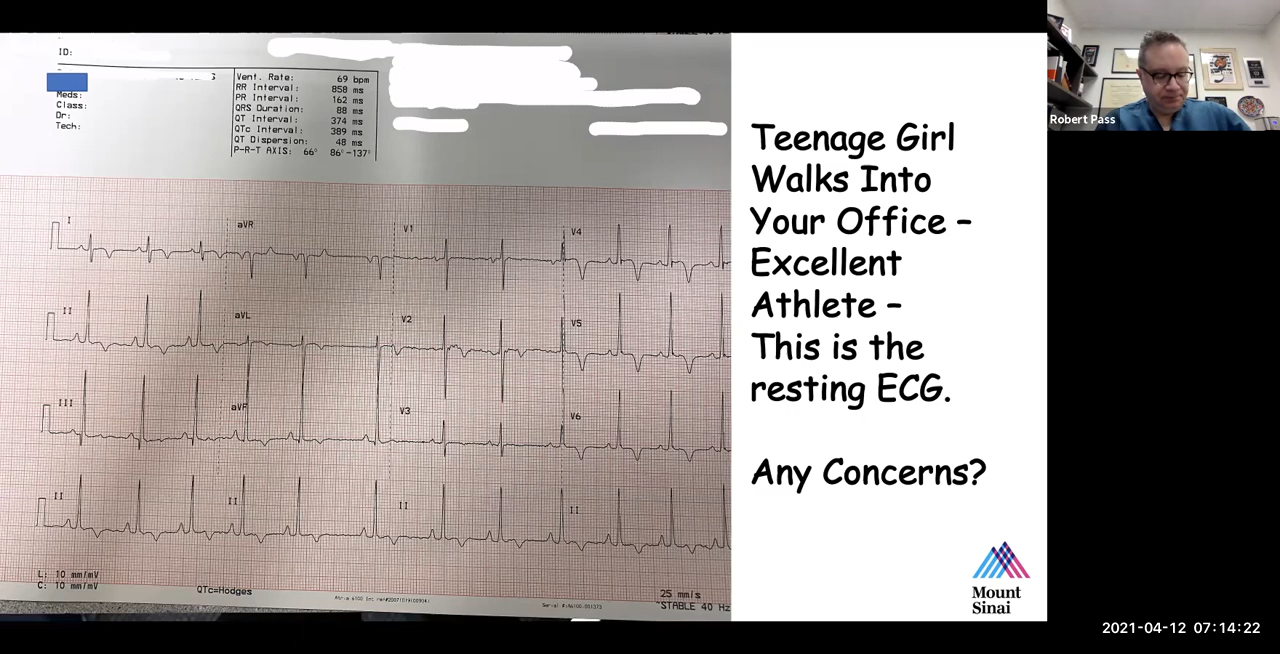 ID:
Meds:
Class:
Dr:
Tech:
Vent. Rate: 69 bpm
RR Interval: 858 ms
PR Interval: 162 ms
QRS Duration: 88 ms
QT Interval: 374 ms
QTc Interval: 389 ms
QT Dispersion: 48 ms
P-R-T AXIS: 66° 86° -137°
I
aVR
V1
V4
II
aVL
V2
V5
III
aVF
V3
V6
II
II
II
II
L: 10 mm/mV
C: 10 mm/mV
QTc=Hodges
25 mm/s
STABLE 40 Hz
Teenage Girl
Walks Into
Your Office –
Excellent
Athlete –
This is the
resting ECG.
Any Concerns?
Mount
Sinai
Robert Pass
2021-04-12 07:14:22